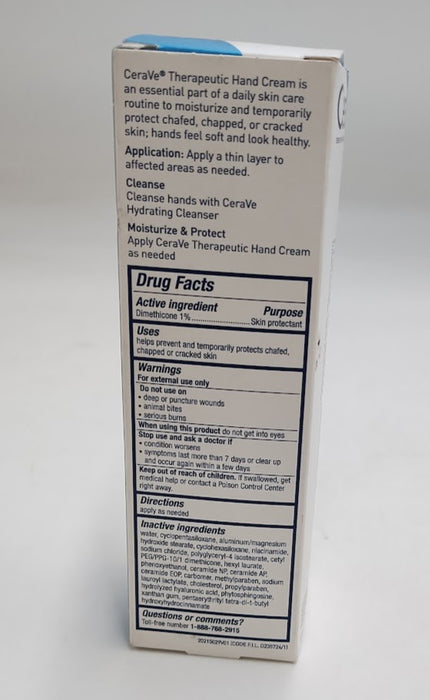 CeraVe® Therapeutic Hand Cream is
an essential part of a daily skin care
routine to moisturize and temporarily
protect chafed, chapped, or cracked
skin; hands feel soft and look healthy.
Application: Apply a thin layer to
affected areas as needed.
Cleanse
Cleanse hands with CeraVe
Hydrating Cleanser
Moisturize & Protect
Apply CeraVe Therapeutic Hand Cream
as needed
Drug Facts
Active ingredient Purpose
Dimethicone 1%........................Skin protectant
Uses
helps prevent and temporarily protects chafed,
chapped or cracked skin
Warnings
For external use only
Do not use on
• deep or puncture wounds
• animal bites
• serious burns
When using this product do not get into eyes
Stop use and ask a doctor if
• condition worsens
• symptoms last more than 7 days or clear up
and occur again within a few days
Keep out of reach of children. If swallowed, get
medical help or contact a Poison Control Center
right away.
Directions
apply as needed
Inactive ingredients
water, cyclopentasiloxane, aluminum/magnesium
hydroxide stearate, cyclohexasiloxane, niacinamide,
sodium chloride, polyglyceryl-4 isostearate, cetyl
PEG/PPG-10/1 dimethicone, hexyl laurate,
phenoxyethanol, ceramide NP, ceramide AP,
ceramide EOP, carbomer, methylparaben, sodium
lauroyl lactylate, cholesterol, propylparaben,
hydrolyzed hyaluronic acid, phytosphingosine,
xanthan gum, pentaerythrityl tetra-di-t-butyl
hydroxyhydrocinnamate
Questions or comments?
Toll-free number 1-888-768-2915